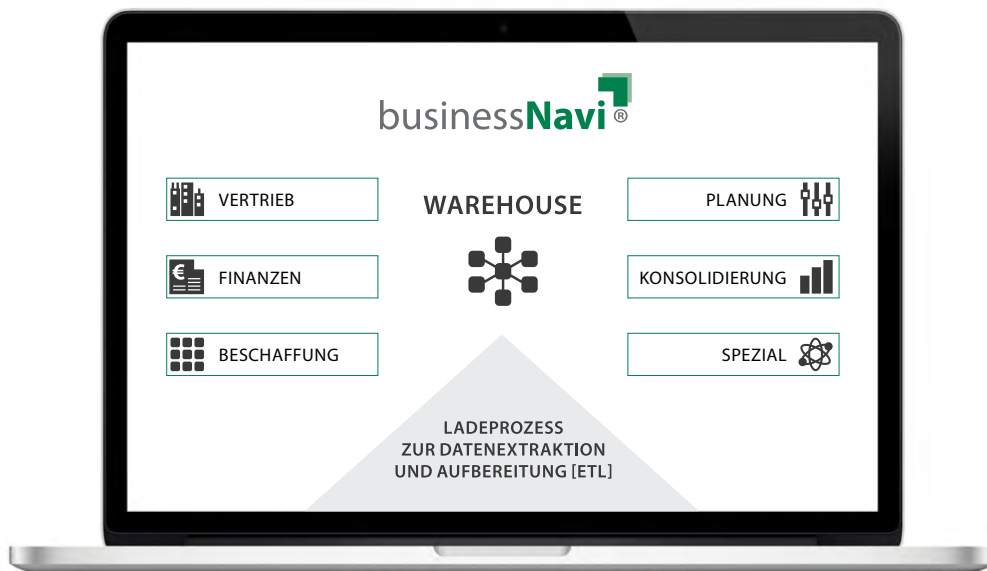 businessNavi®
VERTRIEB
FINANZEN
BESCHAFFUNG
WAREHOUSE
PLANUNG
KONSOLIDIERUNG
SPEZIAL
LADEPROZESS
ZUR DATENEXTRAKTION
UND AUFBEREITUNG [ETL]